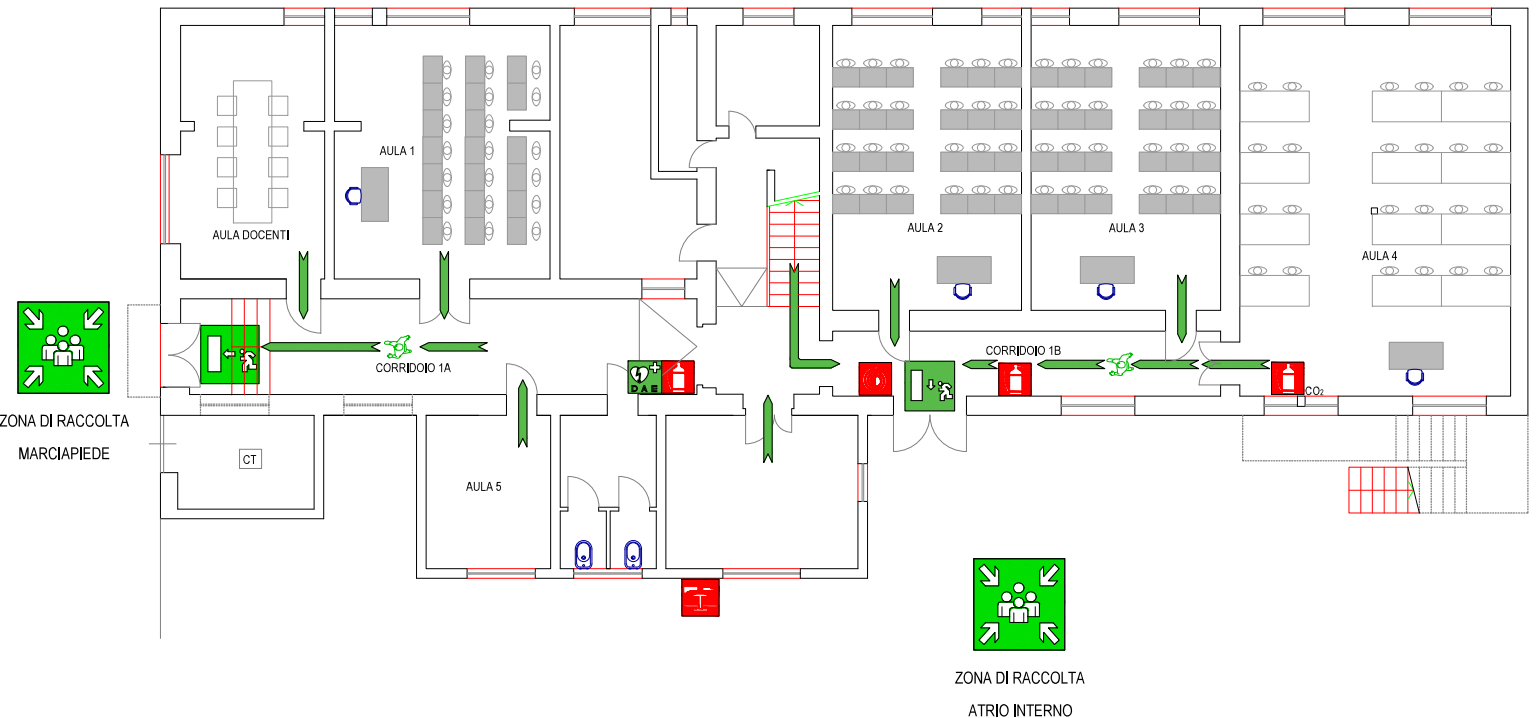 AULA 1
AULA DOCENTI
AULA 2
AULA 3
AULA 4
CORRIDOIO 1A
CORRIDOIO 1B
DAE
CO₂
ZONA DI RACCOLTA
MARCIAPIEDE
CT
AULA 5
ZONA DI RACCOLTA
ATRIO INTERNO